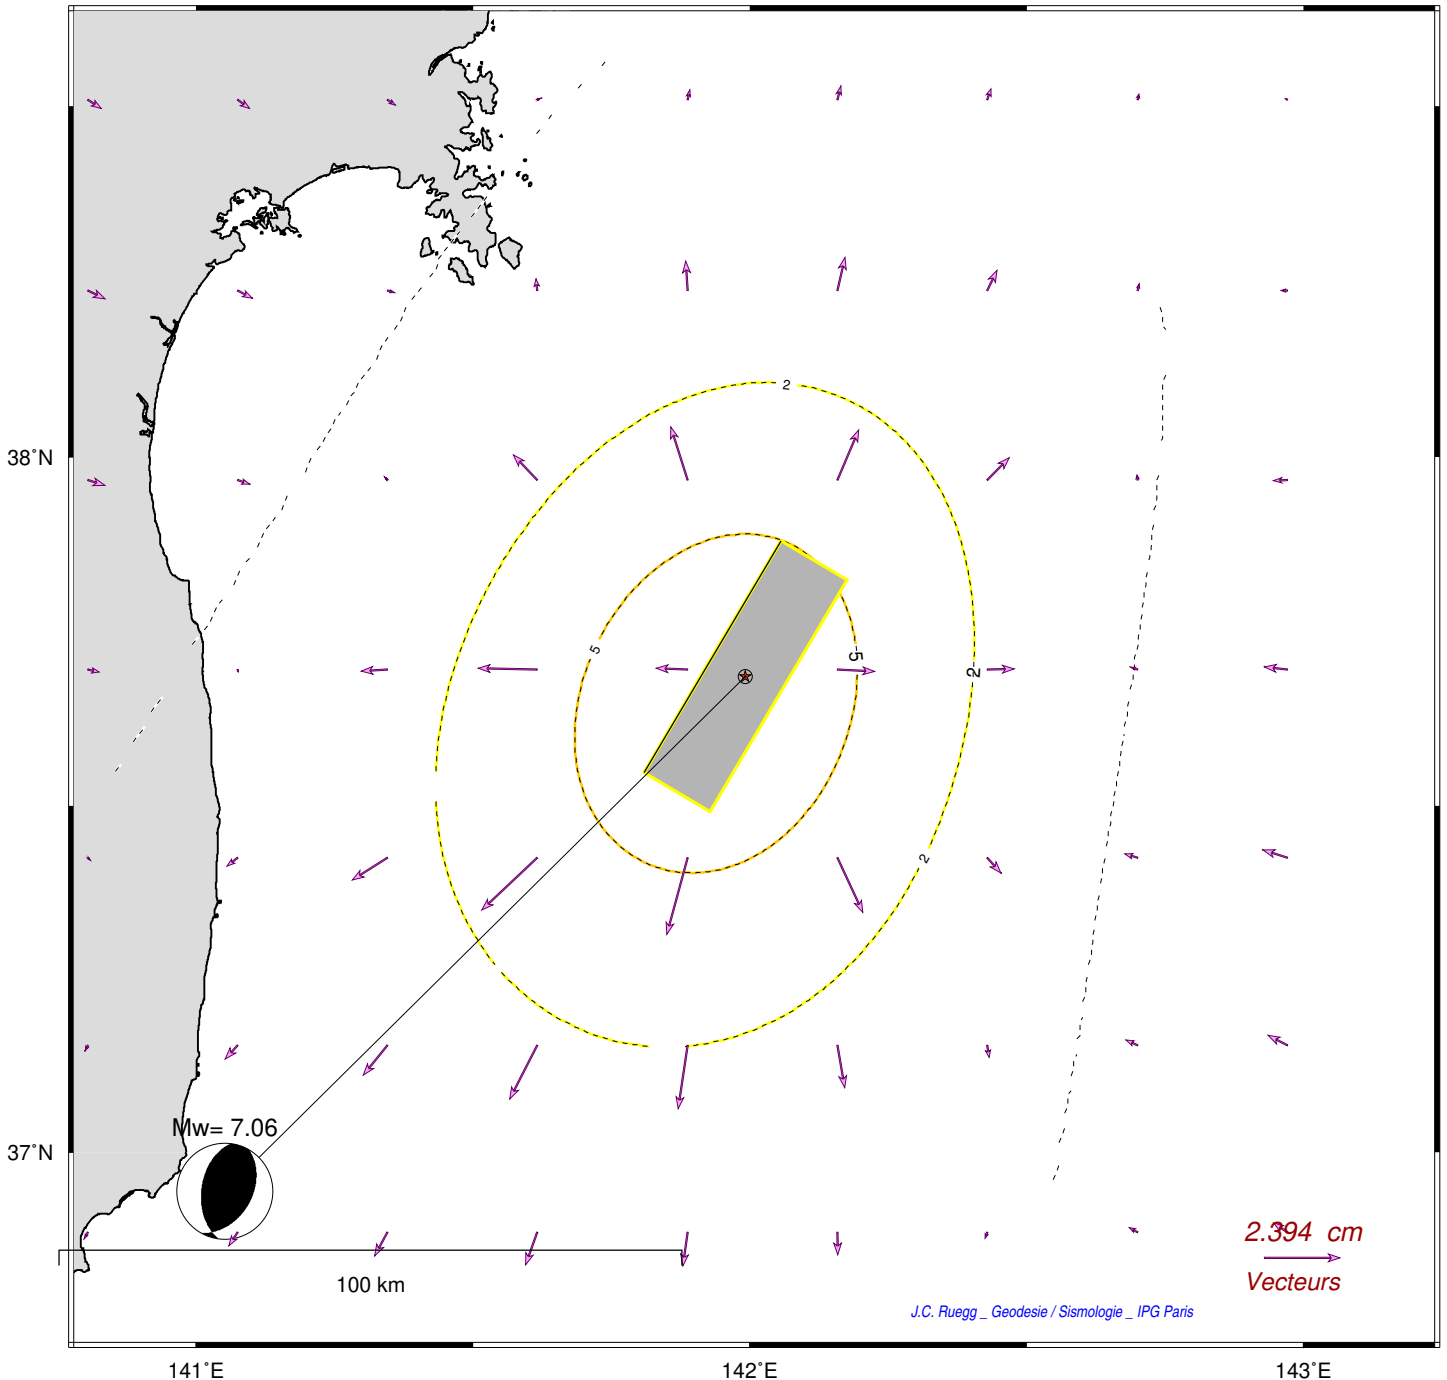 2
38°N
5
5
2
2
Mw= 7.06
37°N
2.394 cm
100 km
Vecteurs
J.C. Ruegg _ Geodesie / Sismologie _ IPG Paris
141°E
142°E
143°E